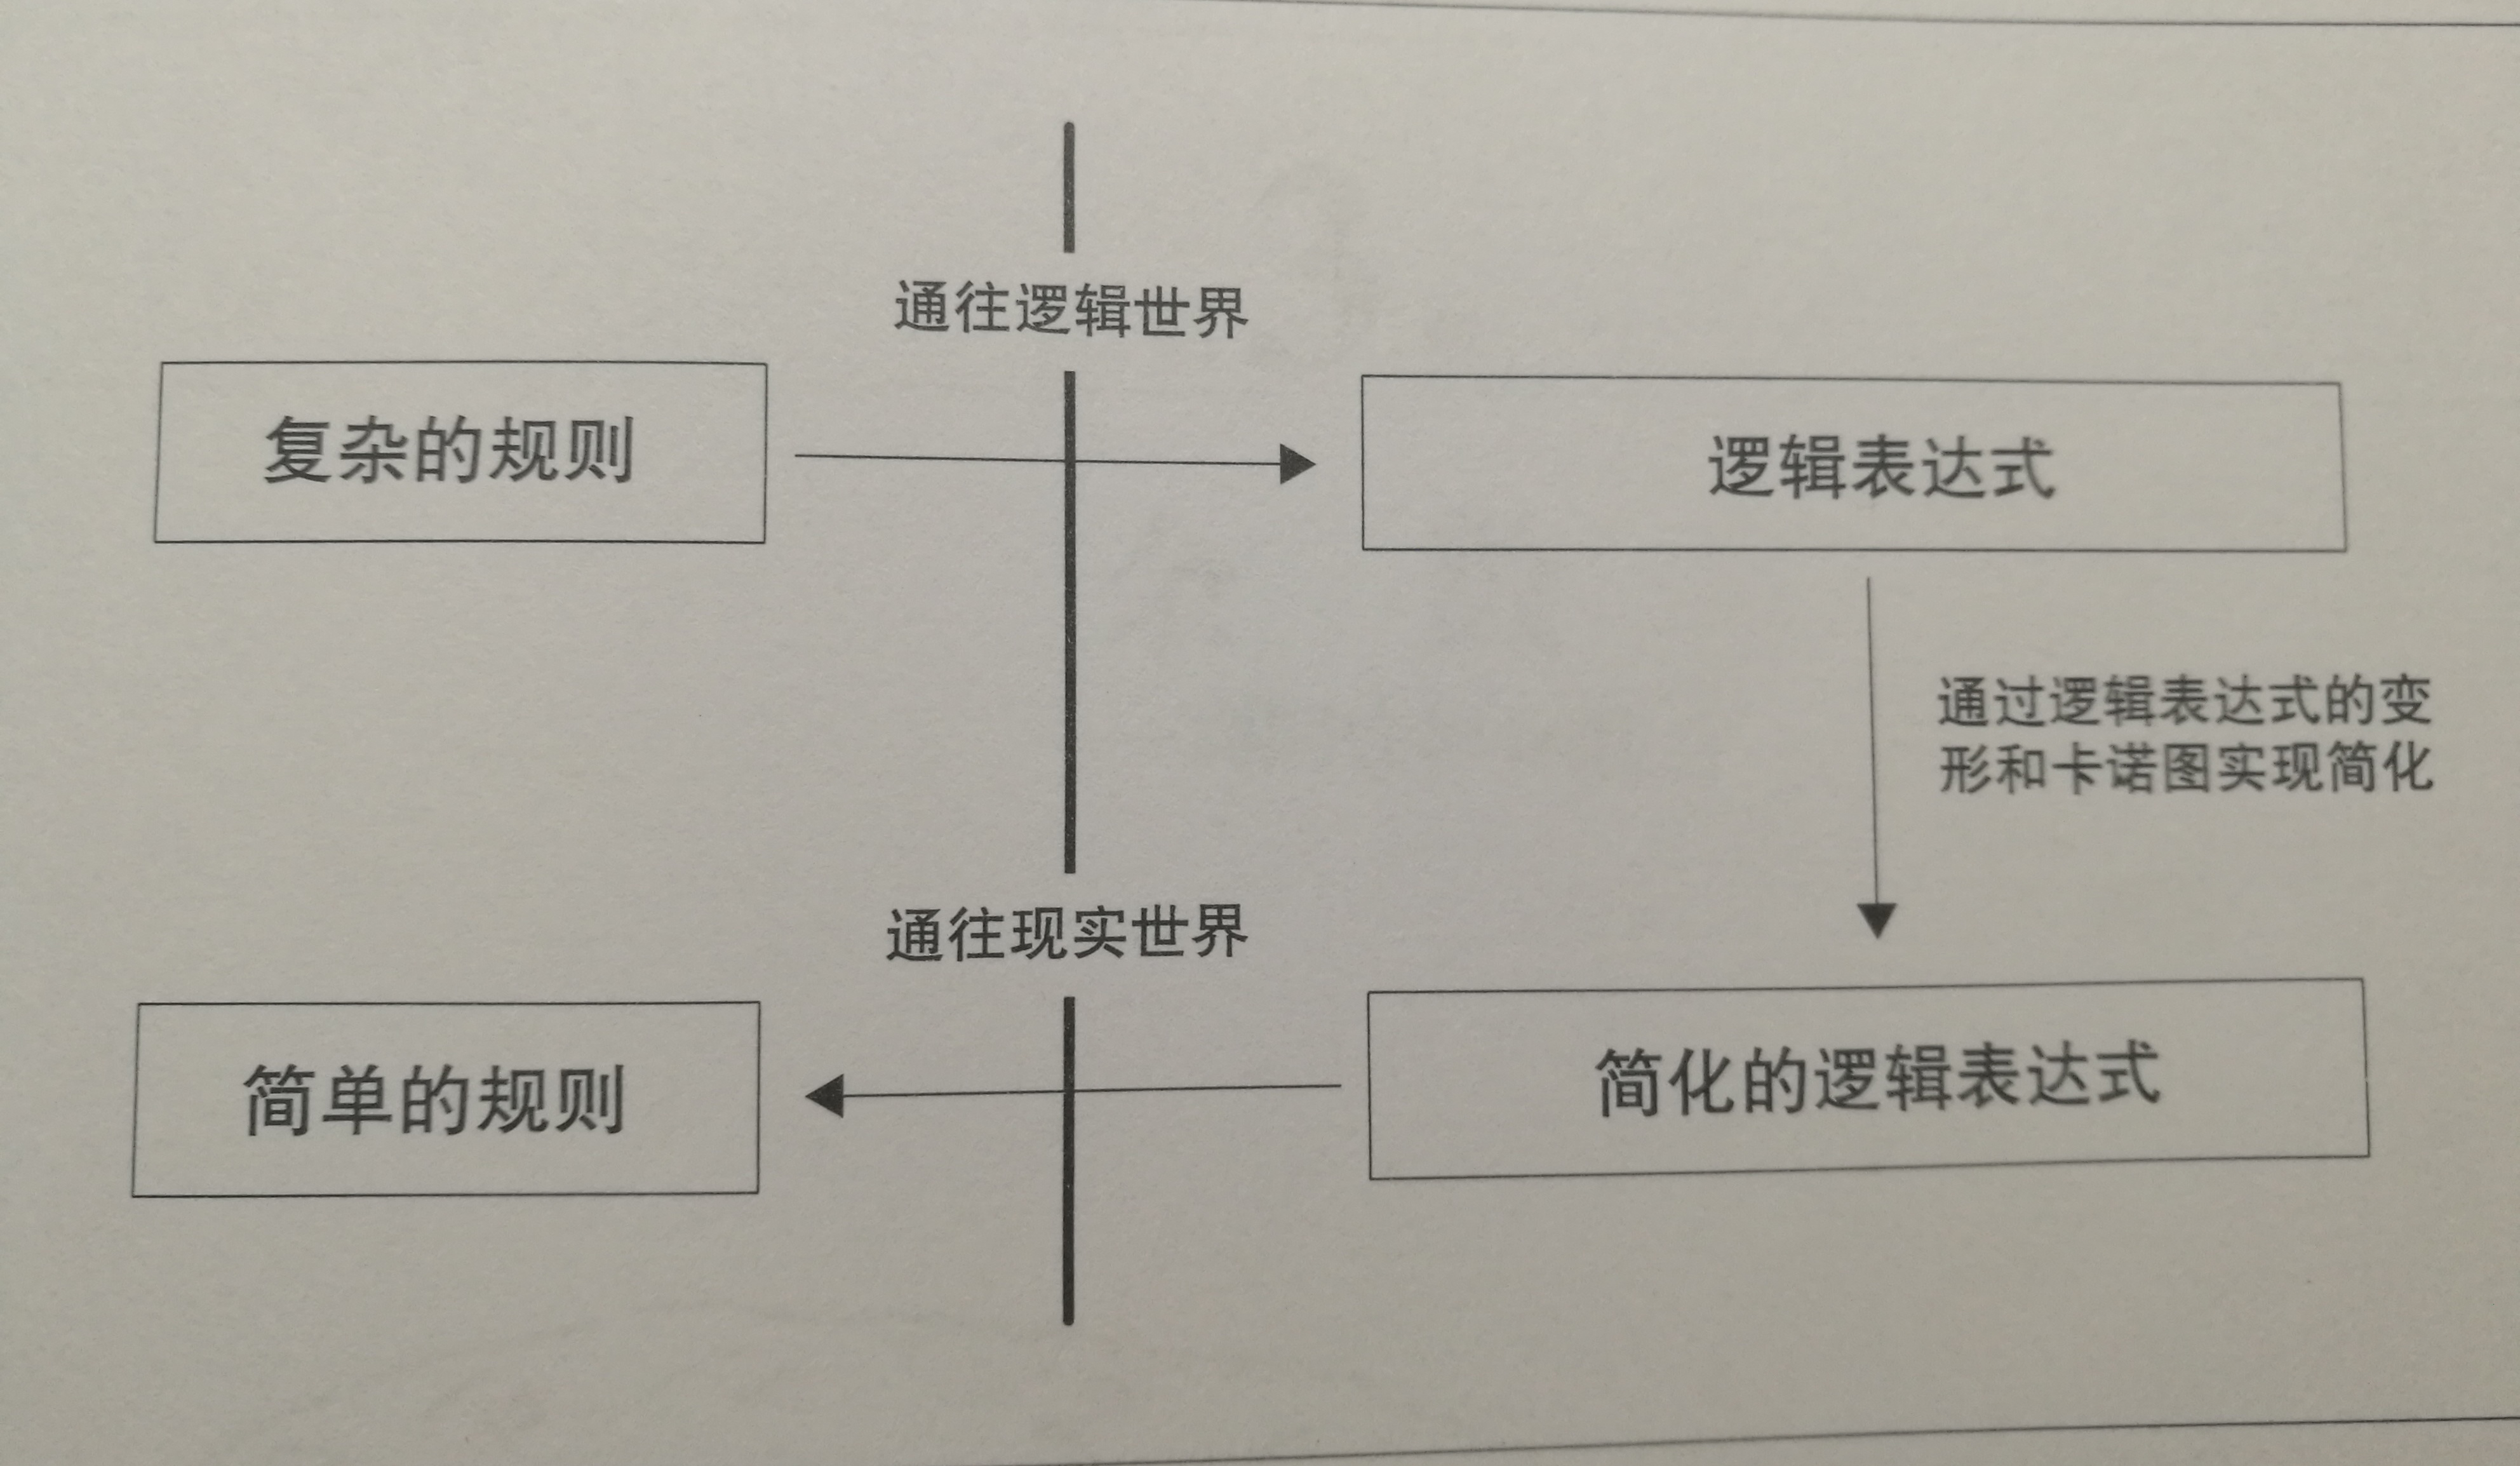 通往逻辑世界
复杂的规则
逻辑表达式
通过逻辑表达式的变
形和卡诺图实现简化
通往现实世界
简单的规则
简化的逻辑表达式